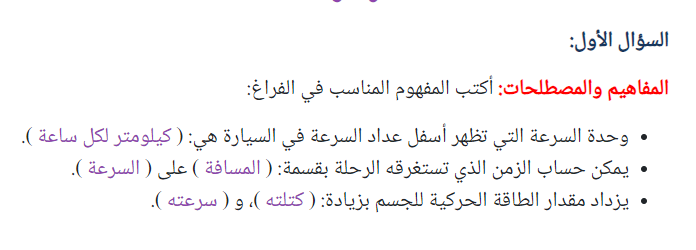 السؤال الأول:
المفاهيم والمصطلحات: أكتب المفهوم المناسب في الفراغ:
• وحدة السرعة التي تظهر أسفل عداد السرعة في السيارة هي: ( كيلومتر لكل ساعة ).
• يمكن حساب الزمن الذي تستغرقه الرحلة بقسمة: ( المسافة ) على ( السرعة ).
• يزداد مقدار الطاقة الحركية للجسم بزيادة: ( كتلته )، و ( سرعته ).